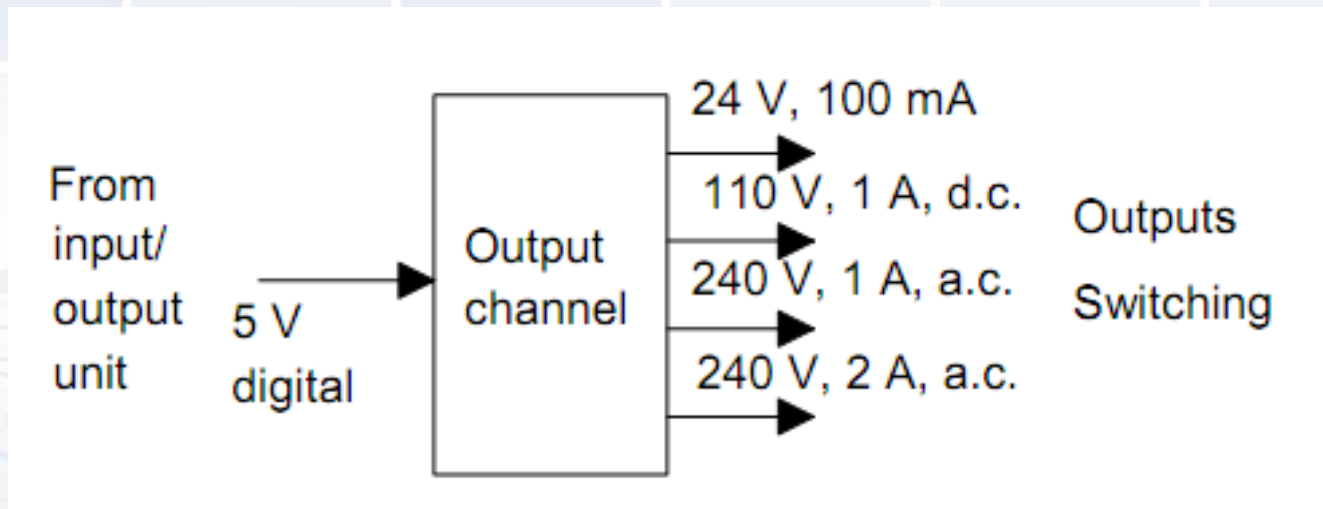 From
input/
output
unit
5 V
digital
Output
channel
24 V, 100 mA
110 V, 1 A, d.c.
240 V, 1 A, a.c.
240 V, 2 A, a.c.
Outputs
Switching